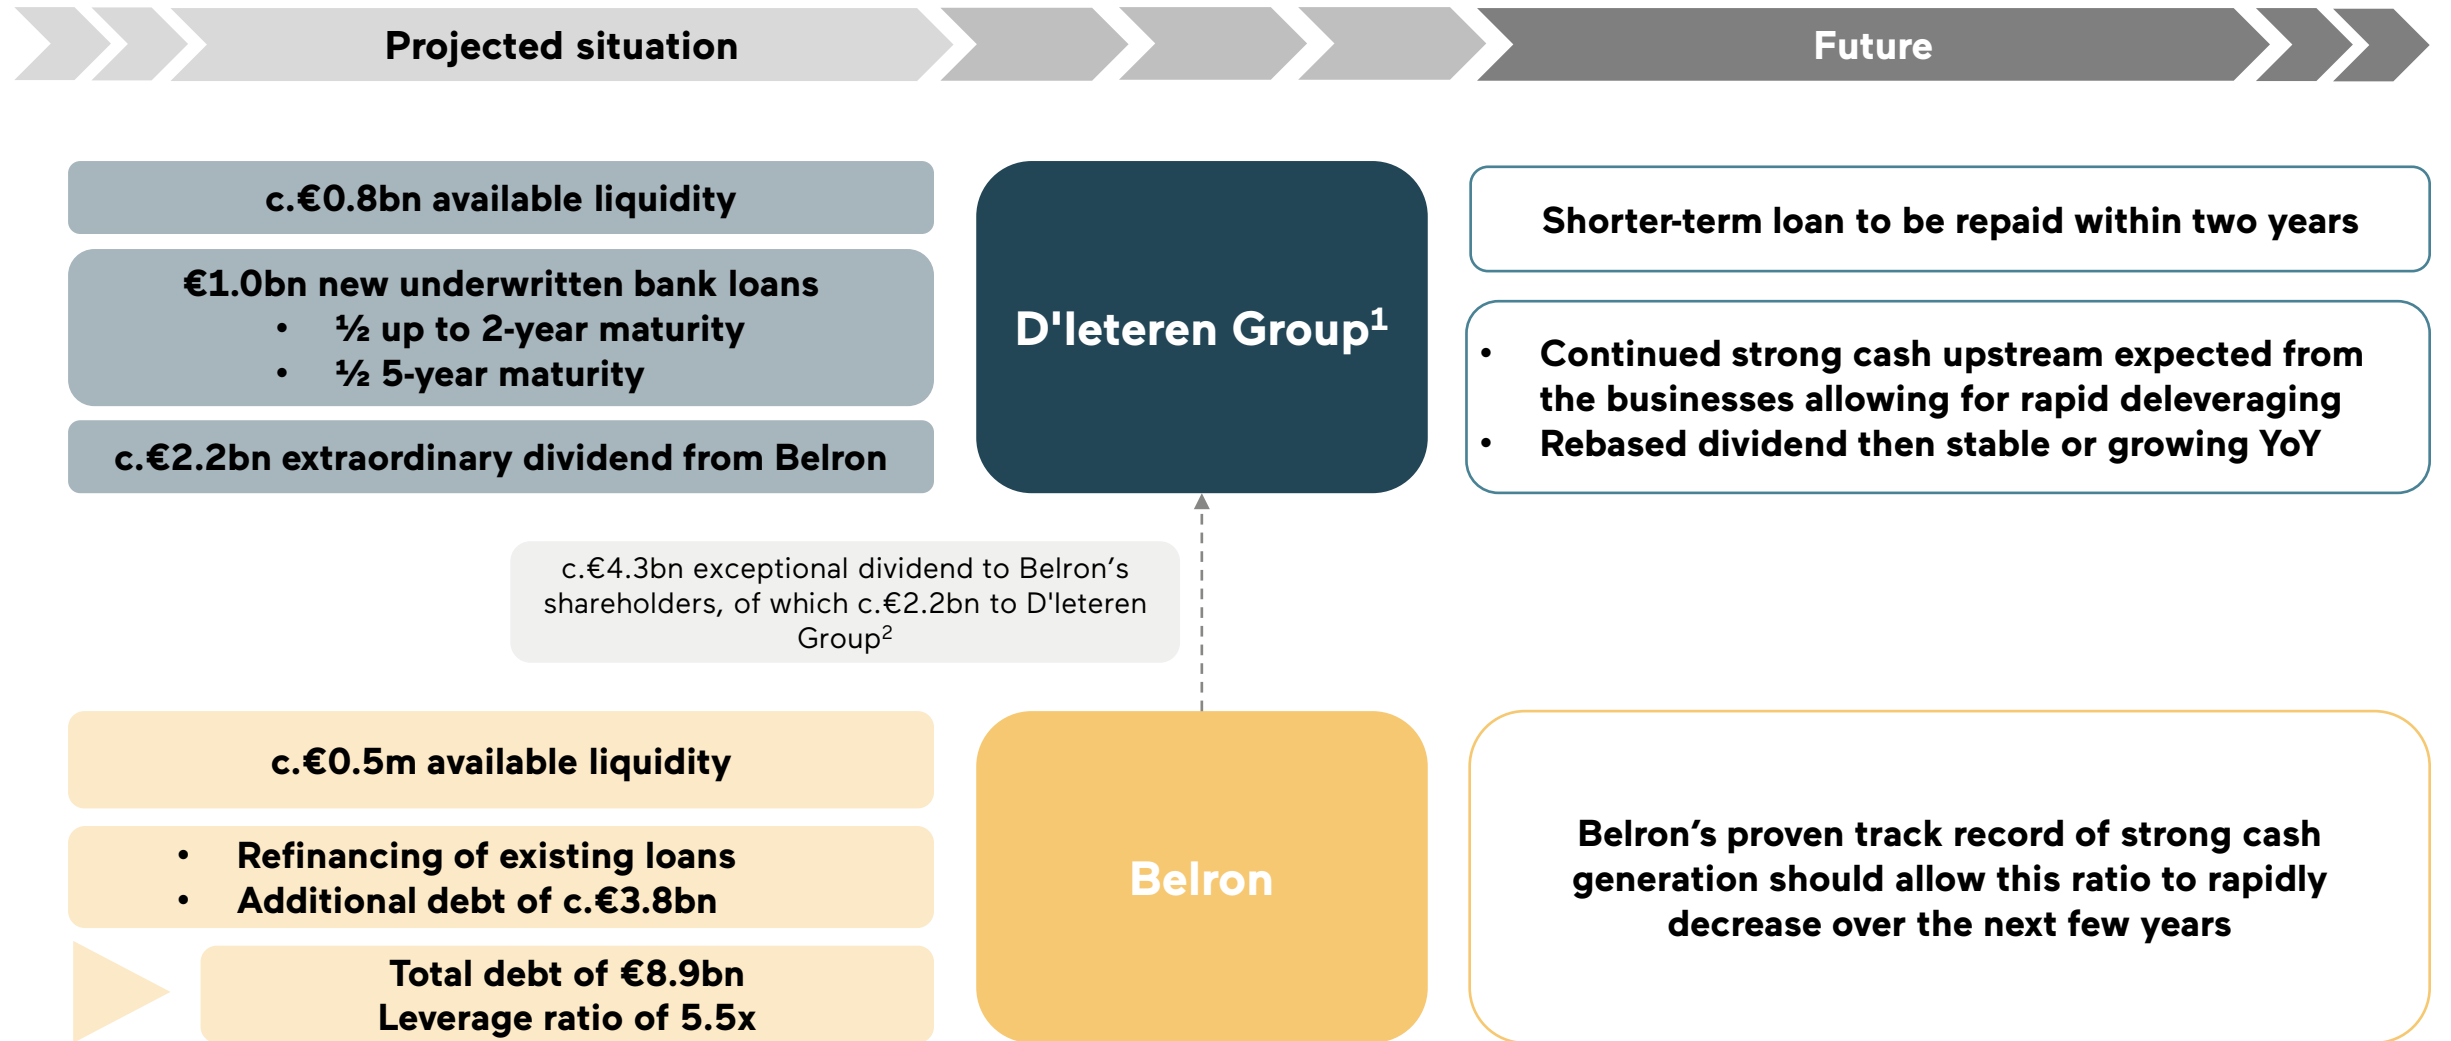 Projected situation
Future
c.€0.8bn available liquidity
€1.0bn new underwritten bank loans
• ½ up to 2-year maturity
• ½ 5-year maturity
c.€2.2bn extraordinary dividend from Belron
D'Ieteren Group¹
Shorter-term loan to be repaid within two years
• Continued strong cash upstream expected from
the businesses allowing for rapid deleveraging
• Rebased dividend then stable or growing YoY
c.€4.3bn exceptional dividend to Belron’s
shareholders, of which c.€2.2bn to D'Ieteren
Group²
c.€0.5m available liquidity
• Refinancing of existing loans
• Additional debt of c.€3.8bn
Total debt of €8.9bn
Leverage ratio of 5.5x
Belron
Belron’s proven track record of strong cash
generation should allow this ratio to rapidly
decrease over the next few years